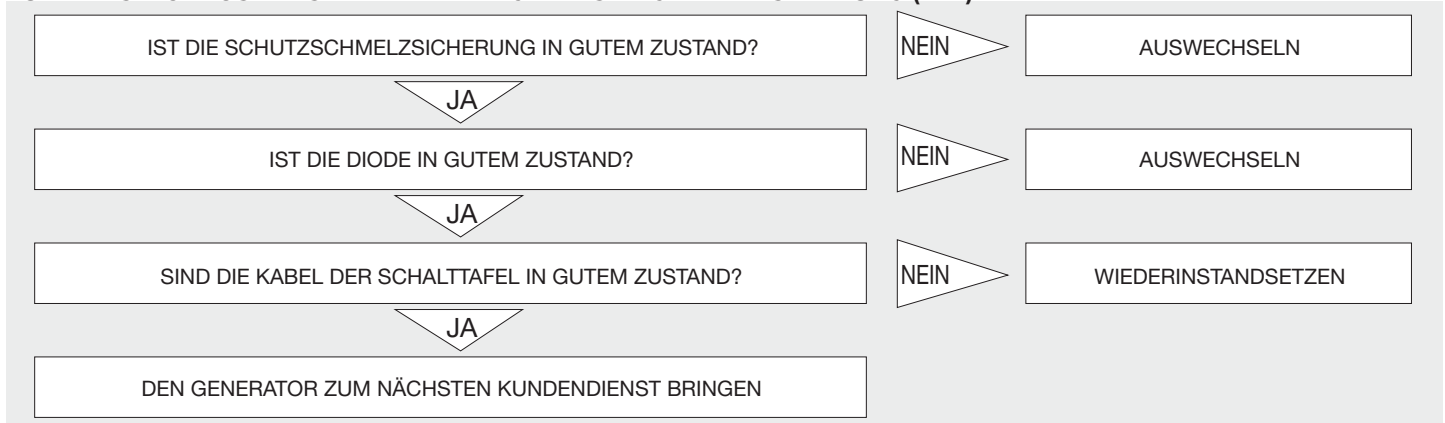 IST DIE SCHUTZSCHMELZSICHERUNG IN GUTEM ZUSTAND?
NEIN
AUSWECHSELN
JA
IST DIE DIODE IN GUTEM ZUSTAND?
NEIN
AUSWECHSELN
JA
SIND DIE KABEL DER SCHALTTAFEL IN GUTEM ZUSTAND?
NEIN
WIEDERINSTANDSETZEN
JA
DEN GENERATOR ZUM NÄCHSTEN KUNDENDIENST BRINGEN